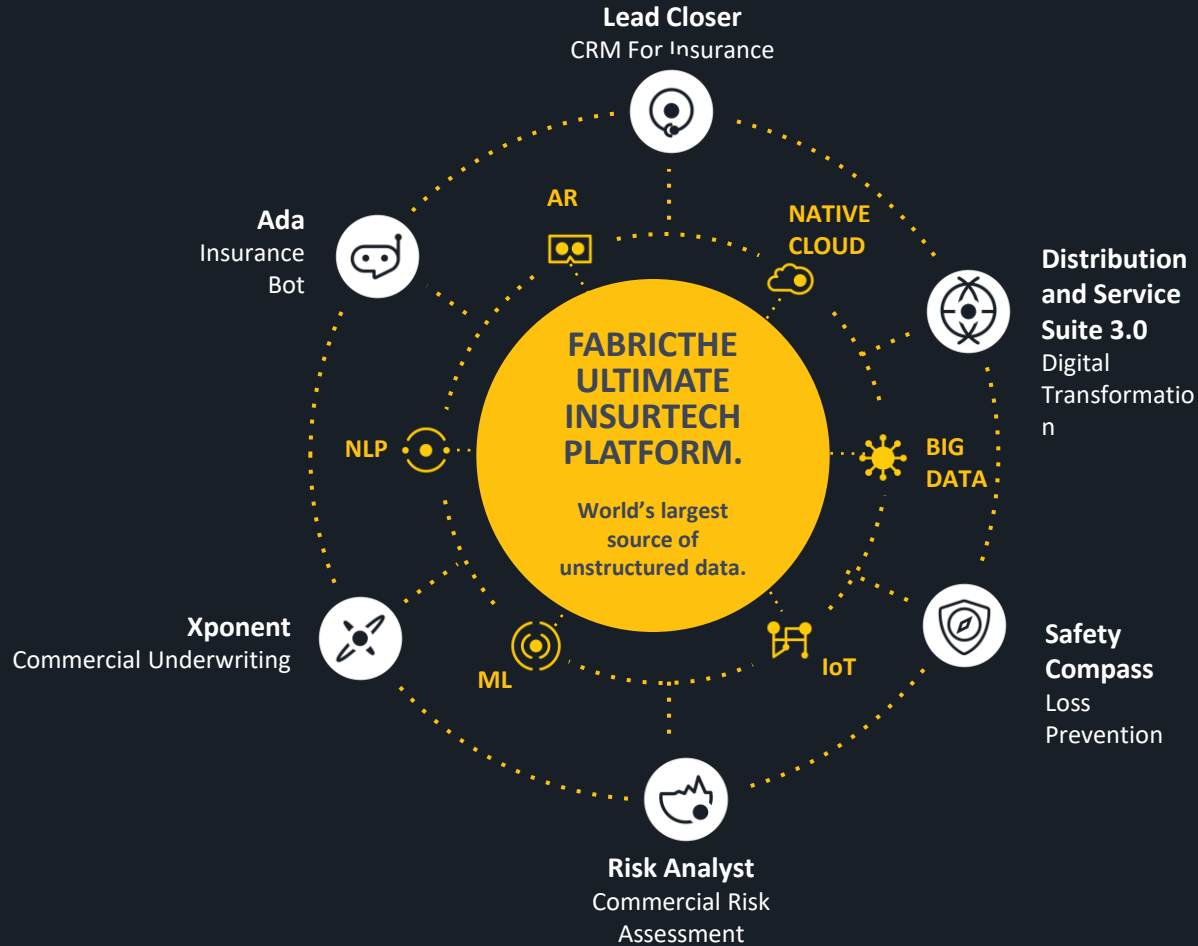 Lead Closer
CRM For Insurance
AR
NATIVE
CLOUD
Ada
Insurance
Bot
Distribution
and Service
Suite 3.0
Digital
Transformatio
n
FABRICTHE
ULTIMATE
INSURTECH
PLATFORM.
World's largest
source of
unstructured data.
NLP
BIG
DATA
Xponent
Commercial Underwriting
ML
IoT
Safety
Compass
Loss
Prevention
Risk Analyst
Commercial Risk
Assessment